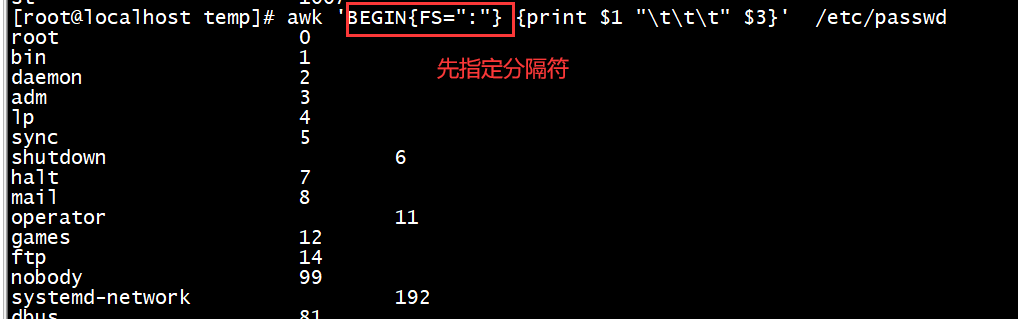 [root@localhost temp]# awk 'BEGIN{FS=":"} {print $1 "\t\t\t" $3}'  /etc/passwd
root 0
bin 1
先指定分隔符
daemon 2
adm 3
lp 4
sync 5
shutdown 6
halt 7
mail 8
operator 11
games 12
ftp 14
nobody 99
systemd-network 192
dbus 81